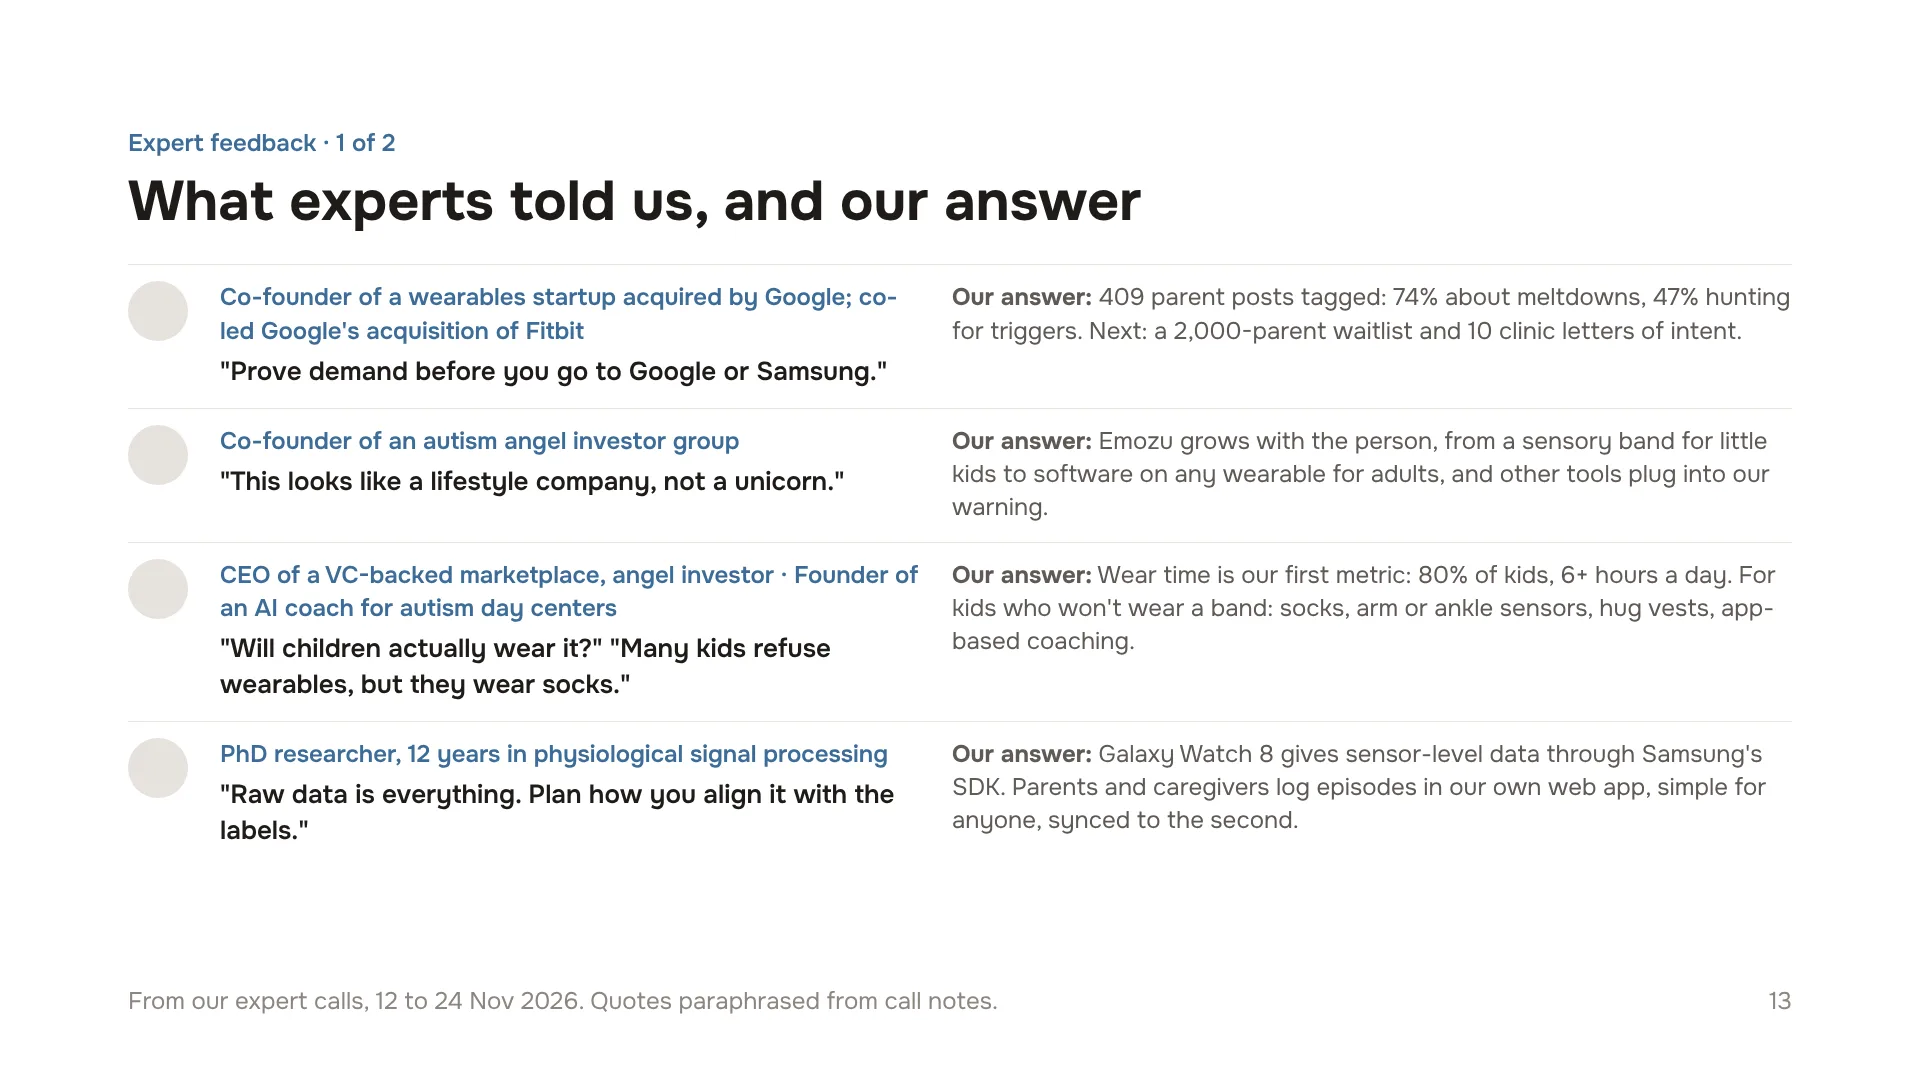 Expert feedback · 1 of 2
What experts told us, and our answer
Co-founder of a wearables startup acquired by Google; co-
led Google's acquisition of Fitbit
"Prove demand before you go to Google or Samsung."
Our answer: 409 parent posts tagged: 74% about meltdowns, 47% hunting
for triggers. Next: a 2,000-parent waitlist and 10 clinic letters of intent.
Co-founder of an autism angel investor group
"This looks like a lifestyle company, not a unicorn."
Our answer: Emozu grows with the person, from a sensory band for little
kids to software on any wearable for adults, and other tools plug into our
warning.
CEO of a VC-backed marketplace, angel investor · Founder of
an AI coach for autism day centers
"Will children actually wear it?" "Many kids refuse
wearables, but they wear socks."
Our answer: Wear time is our first metric: 80% of kids, 6+ hours a day. For
kids who won't wear a band: socks, arm or ankle sensors, hug vests, app-
based coaching.
PhD researcher, 12 years in physiological signal processing
"Raw data is everything. Plan how you align it with the
labels."
Our answer: Galaxy Watch 8 gives sensor-level data through Samsung's
SDK. Parents and caregivers log episodes in our own web app, simple for
anyone, synced to the second.
From our expert calls, 12 to 24 Nov 2026. Quotes paraphrased from call notes.
13